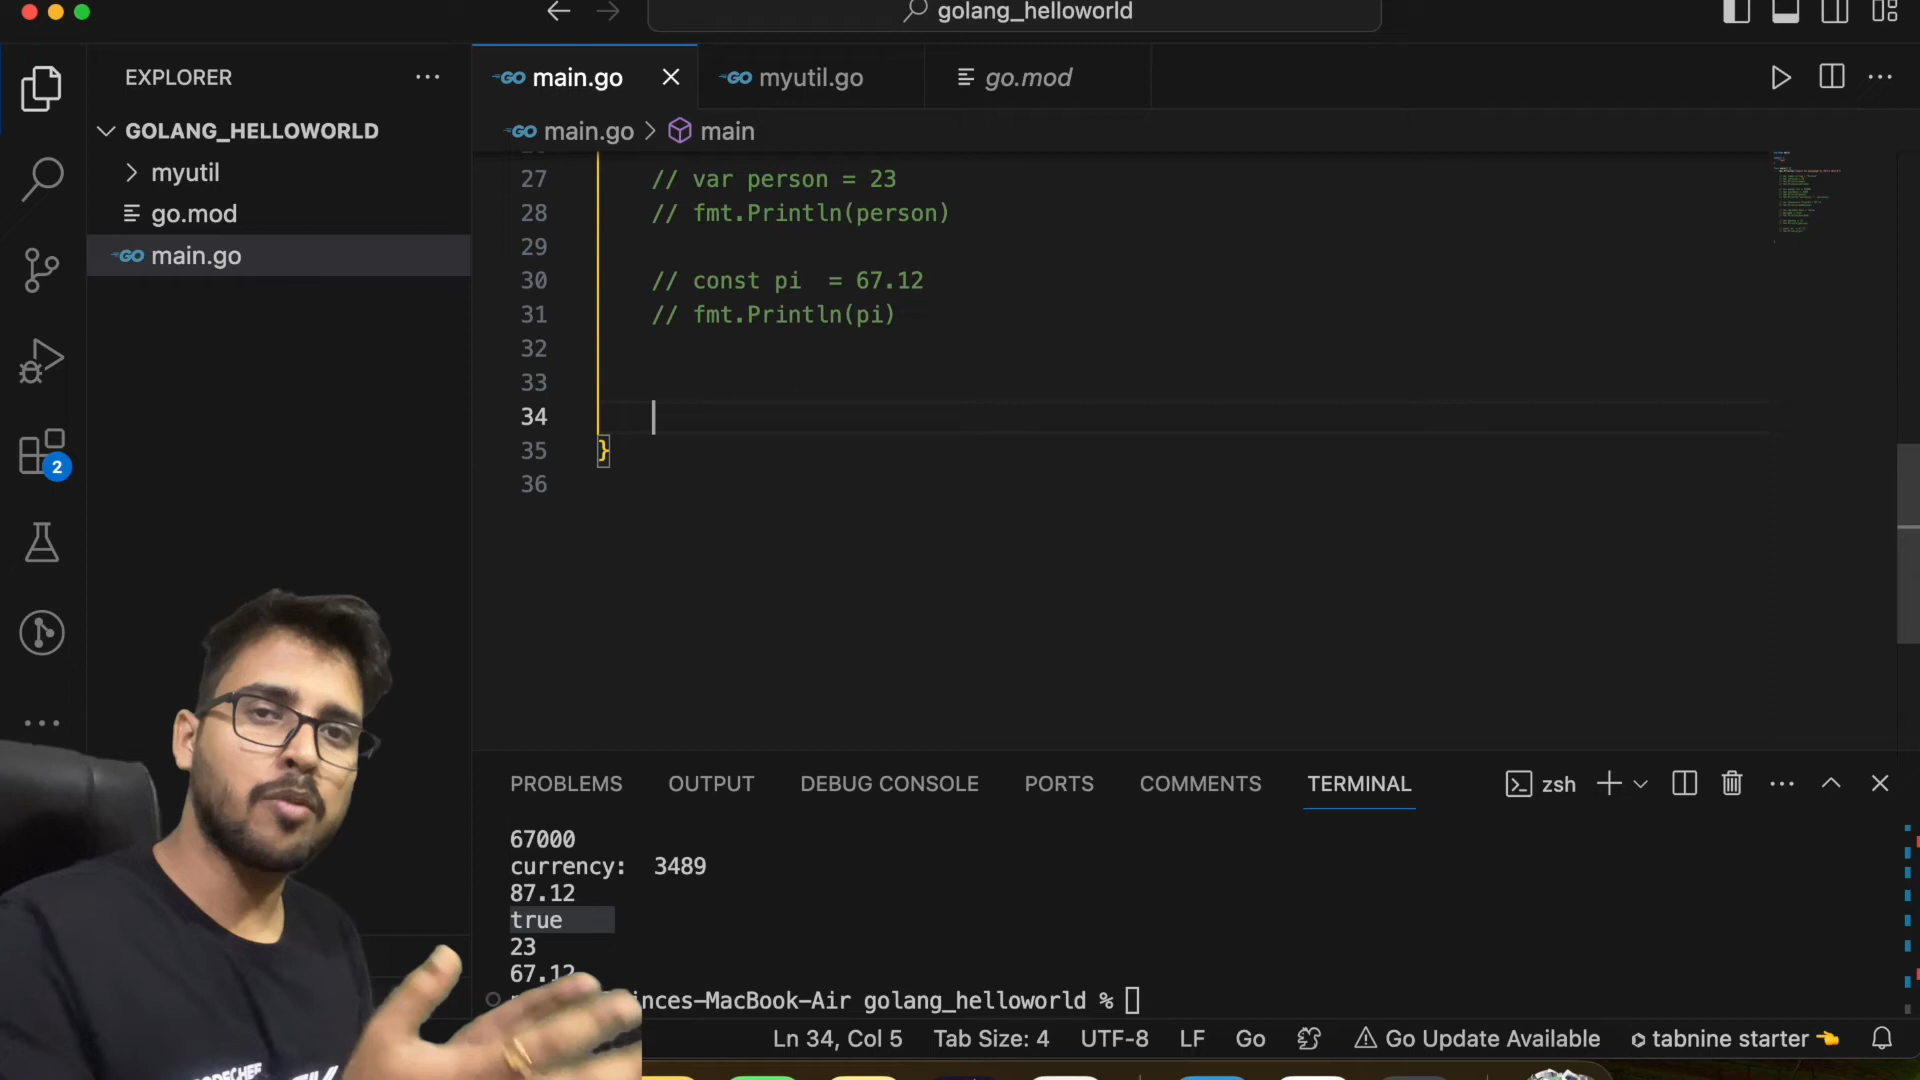 golang_helloworld
EXPLORER
GOLANG_HELLOWORLD
myutil
go.mod
main.go
2
main.go
myutil.go
go.mod
main.go > main
27 // var person = 23
28 // fmt.Println(person)
29
30 // const pi  = 67.12
31 // fmt.Println(pi)
32
33
34
35 }
36
PROBLEMS OUTPUT DEBUG CONSOLE PORTS COMMENTS TERMINAL zsh
67000
currency:  3489
87.12
true
23
67.12
inces-MacBook-Air golang_helloworld %
Ln 34, Col 5 Tab Size: 4 UTF-8 LF Go Go Update Available tabnine starter